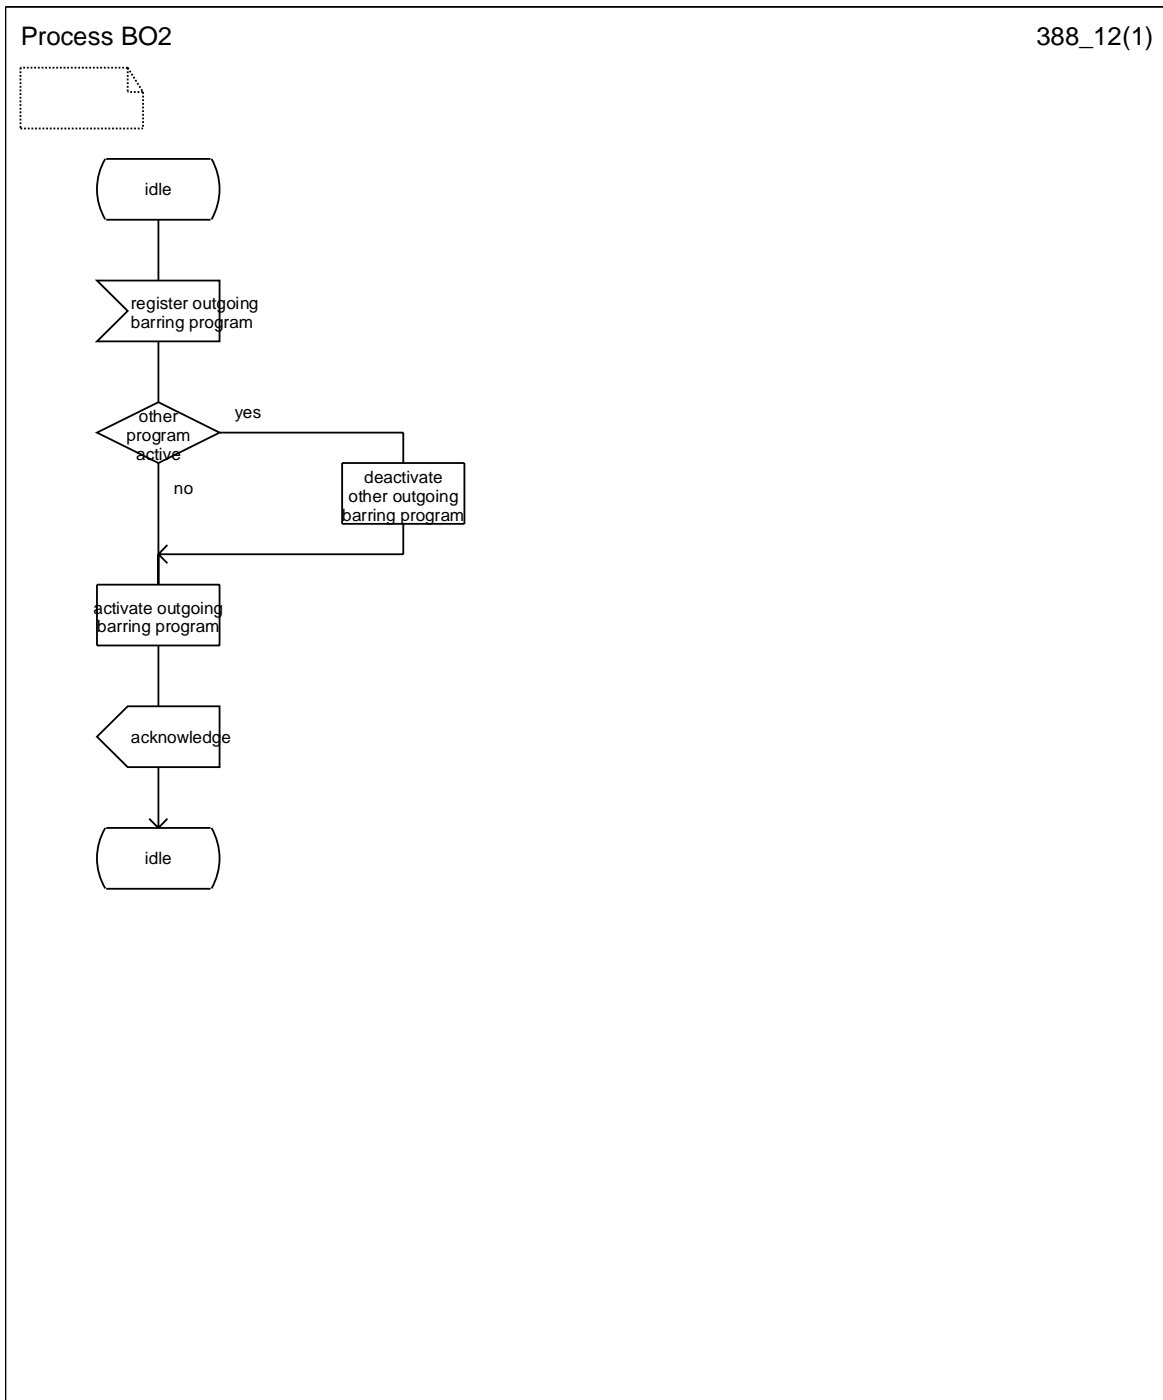 Process BO2
388_12(1)
idle
register outgoing
barring program
other
program
active
yes
no
deactivate
other outgoing
barring program
activate outgoing
barring program
acknowledge
idle